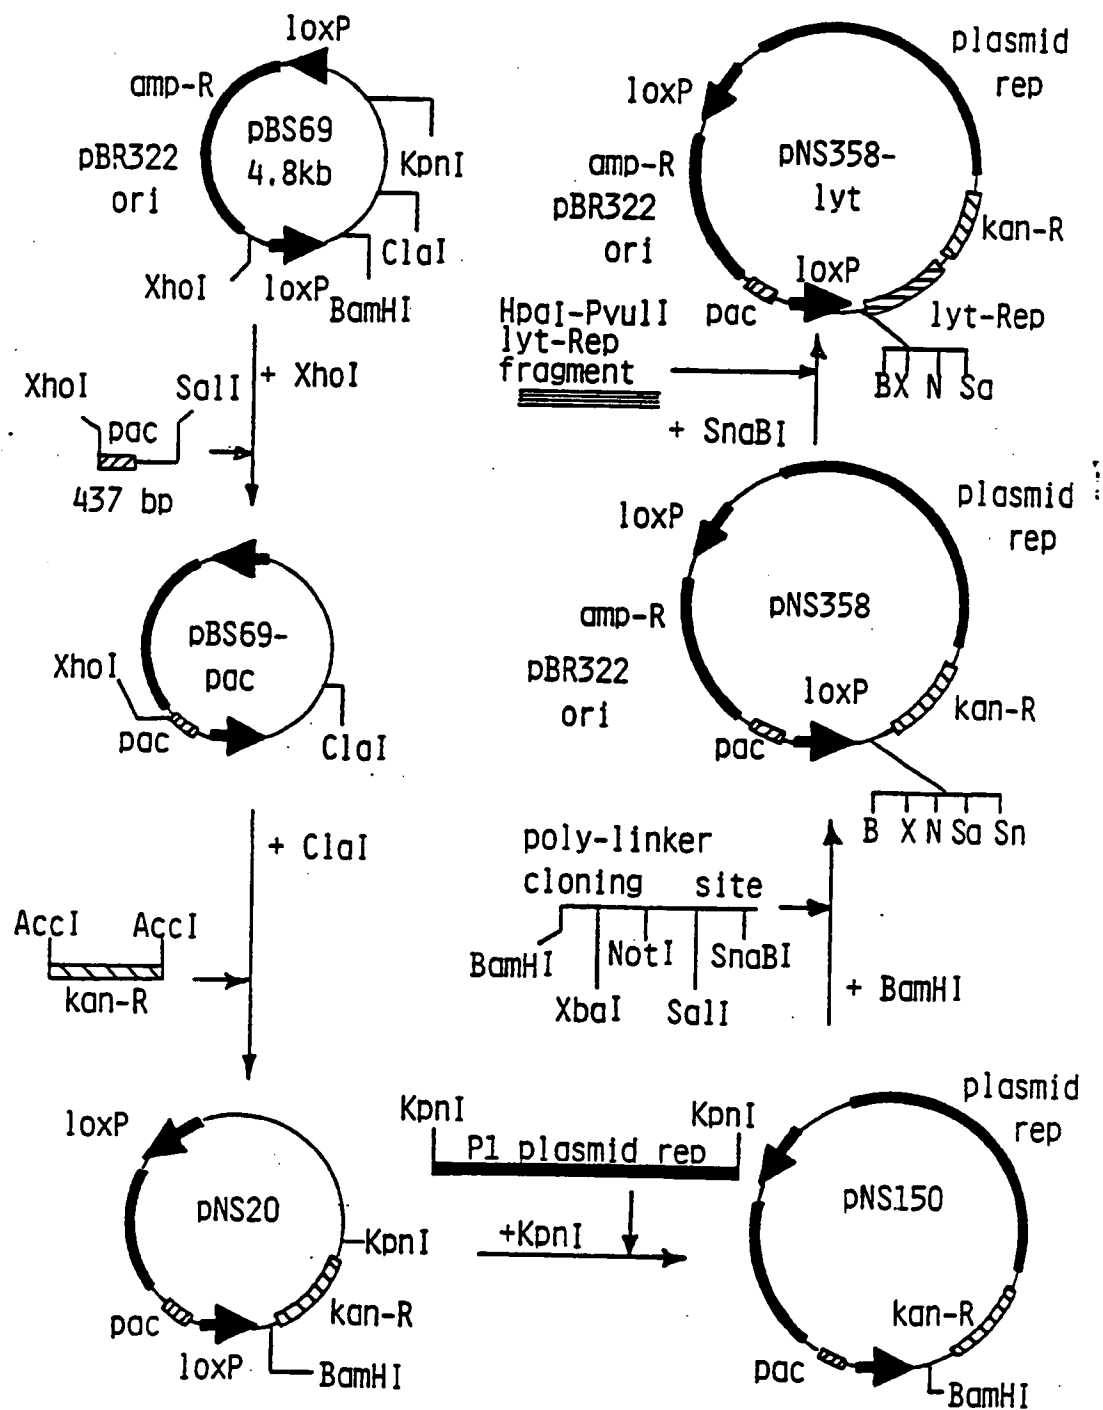 loxP
amp-R
pBS69
4.8kb
pBR322
ori
KpnI
ClaI
XhoI
loxP
BamHI
+ XhoI
XhoI
SalI
pac
437 bp
pBS69-
pac
XhoI
pac
ClaI
+ ClaI
AccI
AccI
kan-R
loxP
pNS20
KpnI
kan-R
pac
loxP
BamHI
KpnI
KpnI
P1 plasmid rep
+KpnI
plasmid
rep
pNS150
kan-R
pac
BamHI
poly-linker
cloning site
BamHI
NotI
SnaBI
XbaI
SalI
+ BamHI
plasmid
rep
loxP
pNS358
amp-R
pBR322
ori
loxP
kan-R
pac
B X N Sa Sn
HpaI-PvuII
lyt-Rep
fragment
+ SnaBI
plasmid
rep
loxP
pNS358-
lyt
amp-R
pBR322
ori
kan-R
loxP
pac
lyt-Rep
BX N Sa